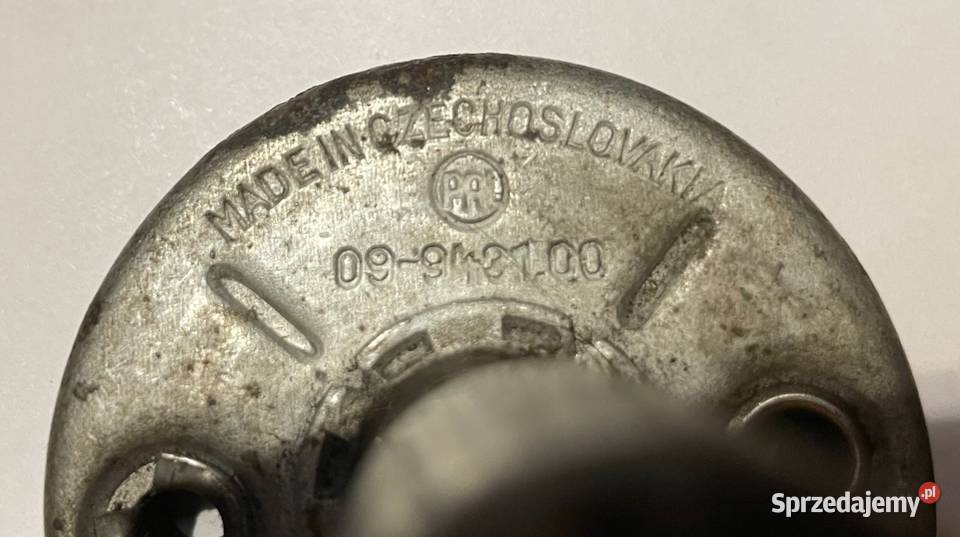 MADE IN CZECHOSLOVAKIA
PAL
09-9431.00
Sprzedajemy.pl